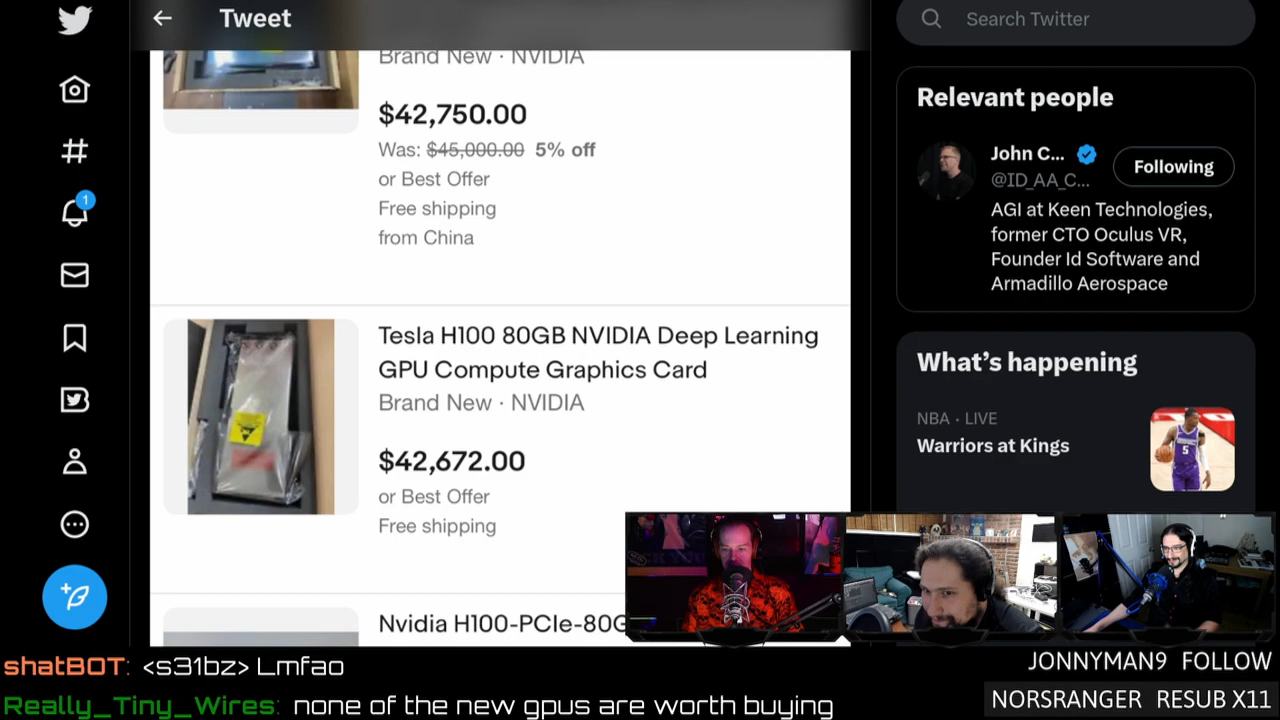 Tweet
Brand New · NVIDIA
$42,750.00
Was: $45,000.00 5% off
or Best Offer
Free shipping
from China
Tesla H100 80GB NVIDIA Deep Learning
GPU Compute Graphics Card
Brand New · NVIDIA
$42,672.00
or Best Offer
Free shipping
Nvidia H100-PCIe-80G
1
Search Twitter
Relevant people
John C...
@ID_AA_C...
Following
AGI at Keen Technologies,
former CTO Oculus VR,
Founder Id Software and
Armadillo Aerospace
What's happening
NBA · LIVE
Warriors at Kings
5
shatBOT: <s31bz> Lmfao
Really_Tiny_Wires: none of the new gpus are worth buying
JONNYMAN9 FOLLOW
NORSRANGER RESUB X11